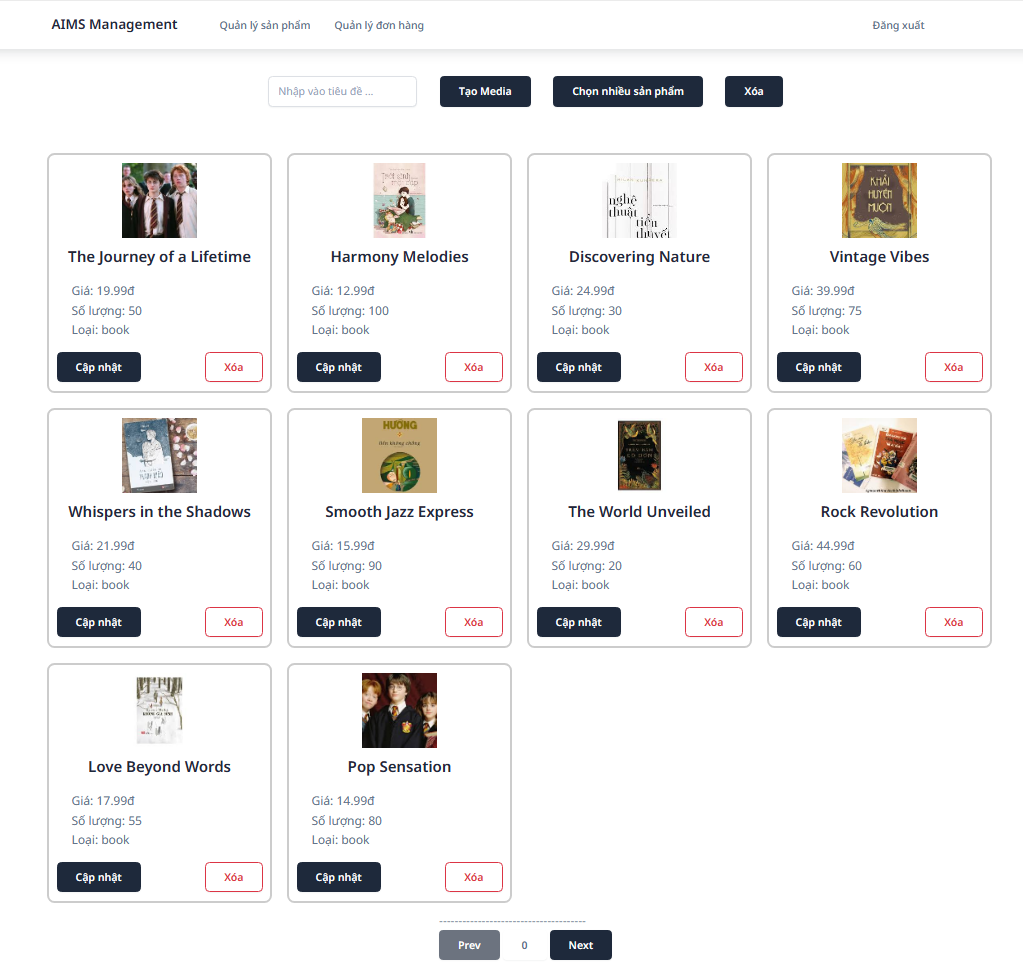 AIMS Management
Quản lý sản phẩm
Quản lý đơn hàng
Đăng xuất
Nhập vào tiêu đề ...
Tạo Media
Chọn nhiều sản phẩm
Xóa
KHẢI
HUYỀN
MUỘN
nghệ
thuật
tiểu
thuyết
The Journey of a Lifetime
Harmony Melodies
Discovering Nature
Vintage Vibes
Giá: 19.99đ
Số lượng: 50
Loại: book
Giá: 12.99đ
Số lượng: 100
Loại: book
Giá: 24.99đ
Số lượng: 30
Loại: book
Giá: 39.99đ
Số lượng: 75
Loại: book
Cập nhật
Xóa
Cập nhật
Xóa
Cập nhật
Xóa
Cập nhật
Xóa
HƯỚNG
Whispers in the Shadows
Smooth Jazz Express
The World Unveiled
Rock Revolution
Giá: 21.99đ
Số lượng: 40
Loại: book
Giá: 15.99đ
Số lượng: 90
Loại: book
Giá: 29.99đ
Số lượng: 20
Loại: book
Giá: 44.99đ
Số lượng: 60
Loại: book
Cập nhật
Xóa
Cập nhật
Xóa
Cập nhật
Xóa
Cập nhật
Xóa
Love Beyond Words
Pop Sensation
Giá: 17.99đ
Số lượng: 55
Loại: book
Giá: 14.99đ
Số lượng: 80
Loại: book
Cập nhật
Xóa
Cập nhật
Xóa
--------------------------------------
Prev
0
Next